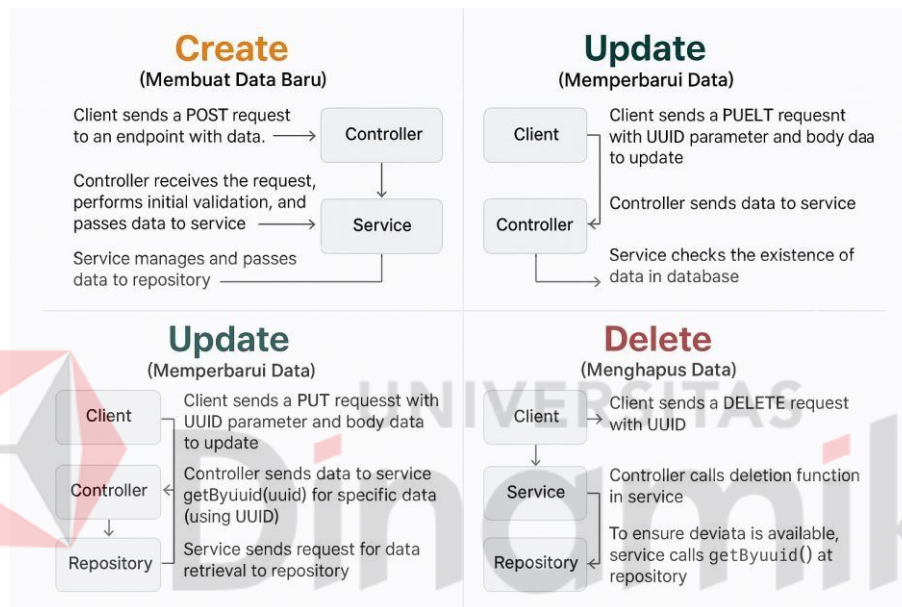 Create
(Membuat Data Baru)
Client sends a POST request
to an endpoint with data.
Controller
Controller receives the request,
performs initial validation, and
passes data to service
Service
Service manages and passes
data to repository
Update
(Memperbarui Data)
Client
Client sends a PUELT requesnt
with UUID parameter and body daa
to update
Controller
Controller sends data to service
Service checks the existence of
data in database
Update
(Memperbarui Data)
Client
Client sends a PUT requesst with
UUID parameter and body data
to update
Controller
Controller sends data to service
getByuuid(uuid) for specific data
(using UUID)
Repository
Service sends request for data
retrieval to repository
Delete
(Menghapus Data)
Client
Client sends a DELETE request
with UUID
Service
Controller calls deletion function
in service
Repository
To ensure deviata is available,
service calls getByuuid() at
repository
UNIVERSITAS
Dinamik